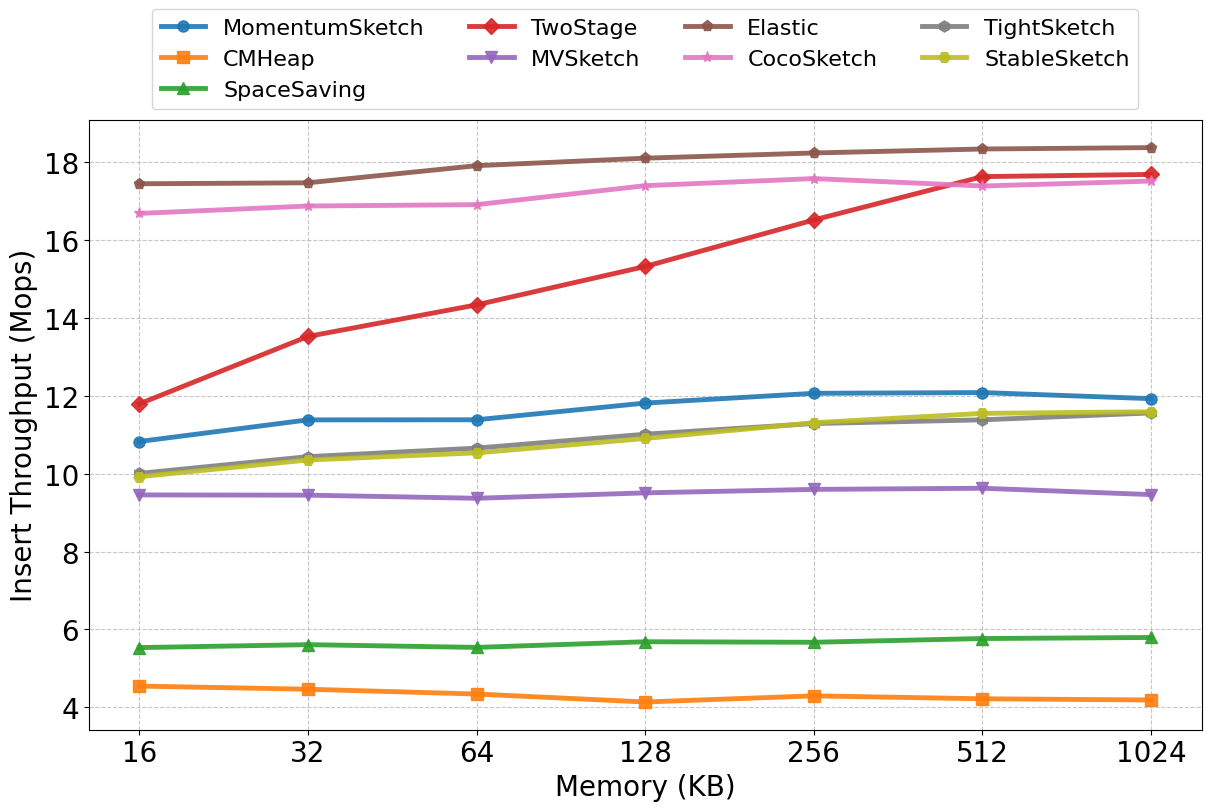 MomentumSketch TwoStage Elastic TightSketch
CMHeap MVSketch CocoSketch StableSketch
SpaceSaving
18
16
14
12
10
8
6
4
Insert Throughput (Mops)
16 32 64 128 256 512 1024
Memory (KB)